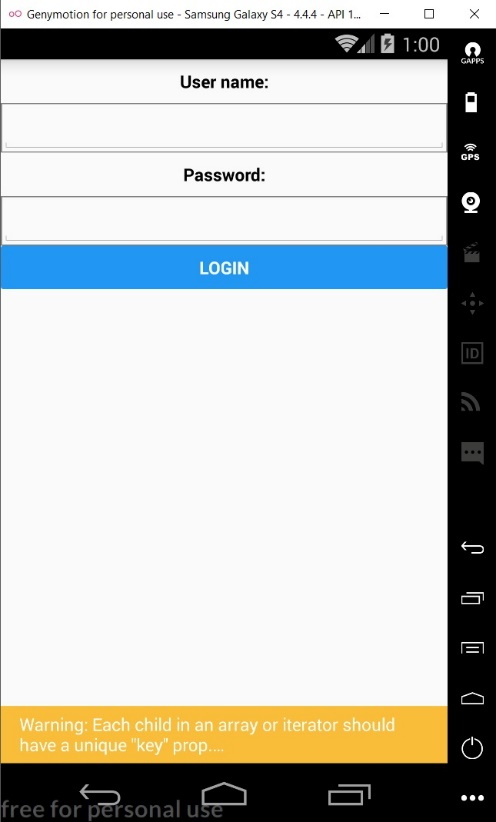 Genymotion for personal use - Samsung Galaxy S4 - 4.4.4 - API 1...
1:00
GAPPS
User name:
GPS
Password:
LOGIN
ID
Warning: Each child in an array or iterator should
have a unique "key" prop....
free for personal use